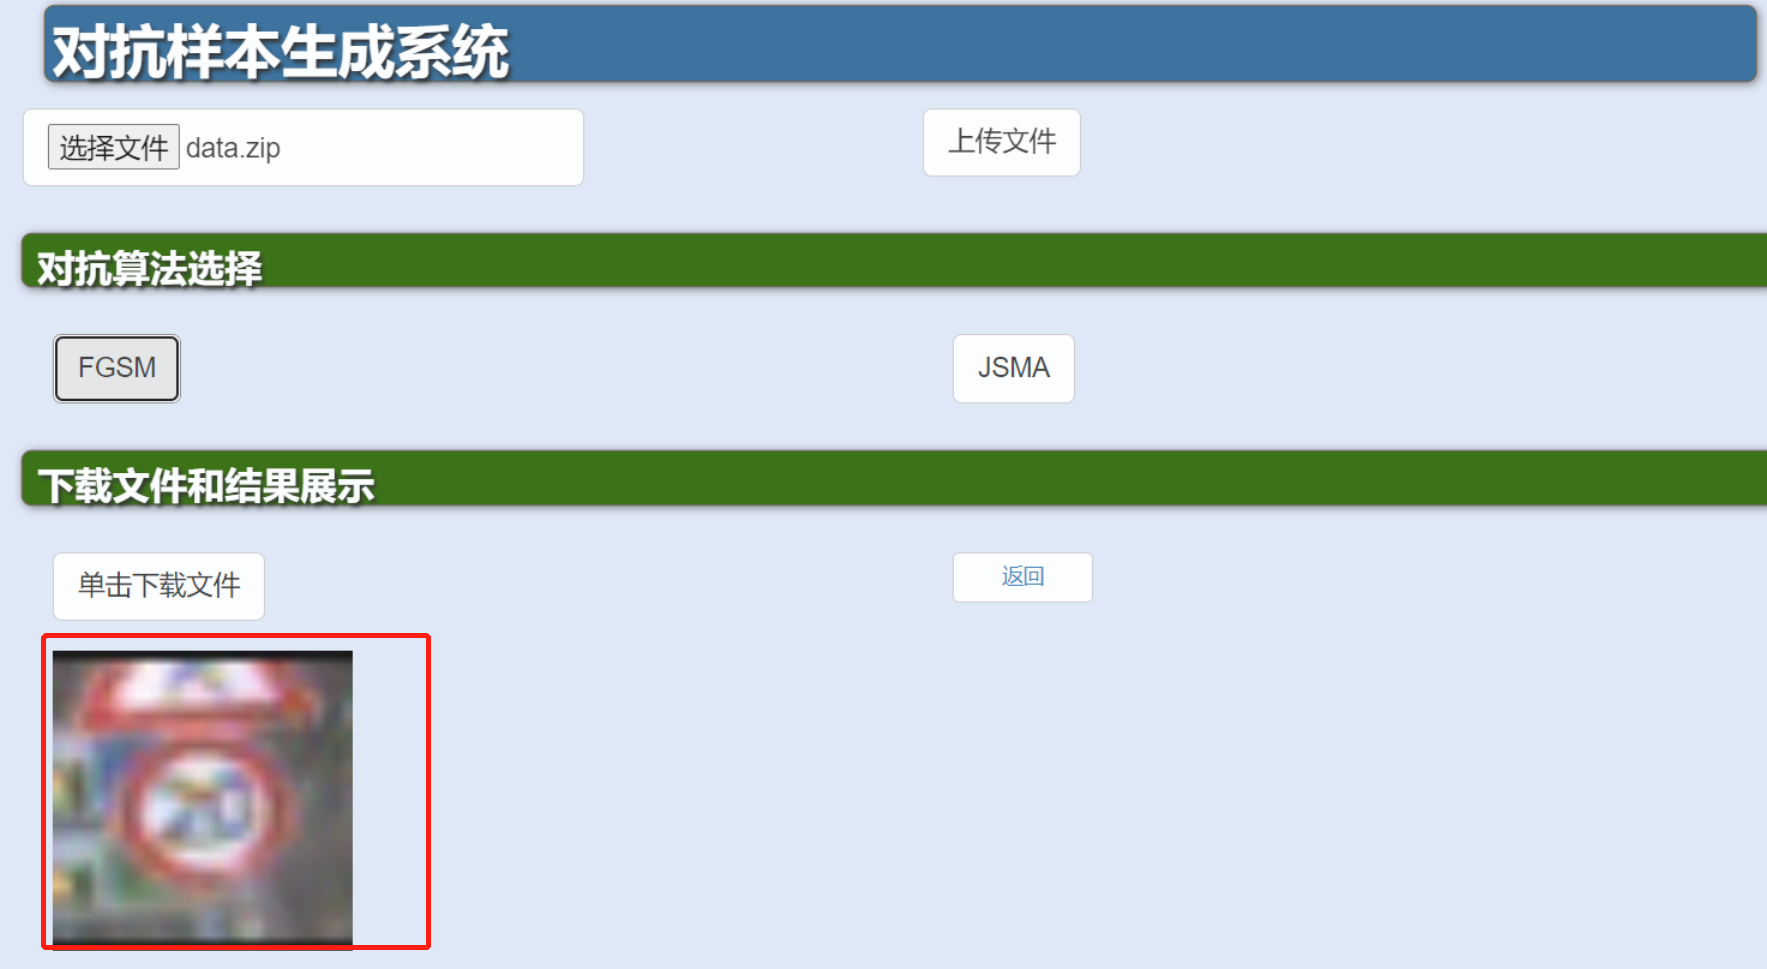 对抗样本生成系统
选择文件 data.zip
上传文件
对抗算法选择
FGSM
JSMA
下载文件和结果展示
单击下载文件
返回